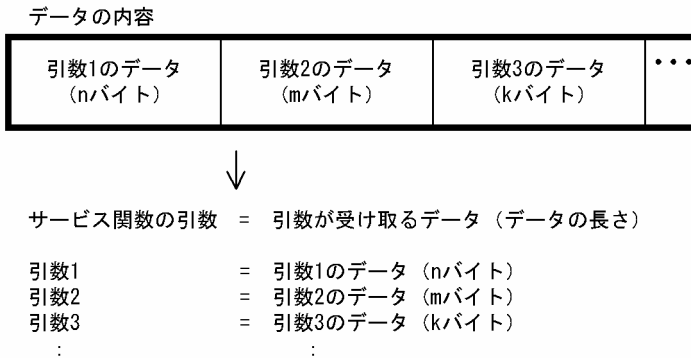 データの内容
引数1のデータ 引数2のデータ 引数3のデータ ・・・
(nバイト) (mバイト) (kバイト)
サービス関数の引数 = 引数が受け取るデータ(データの長さ)
引数1 = 引数1のデータ(nバイト)
引数2 = 引数2のデータ(mバイト)
引数3 = 引数3のデータ(kバイト)
: :